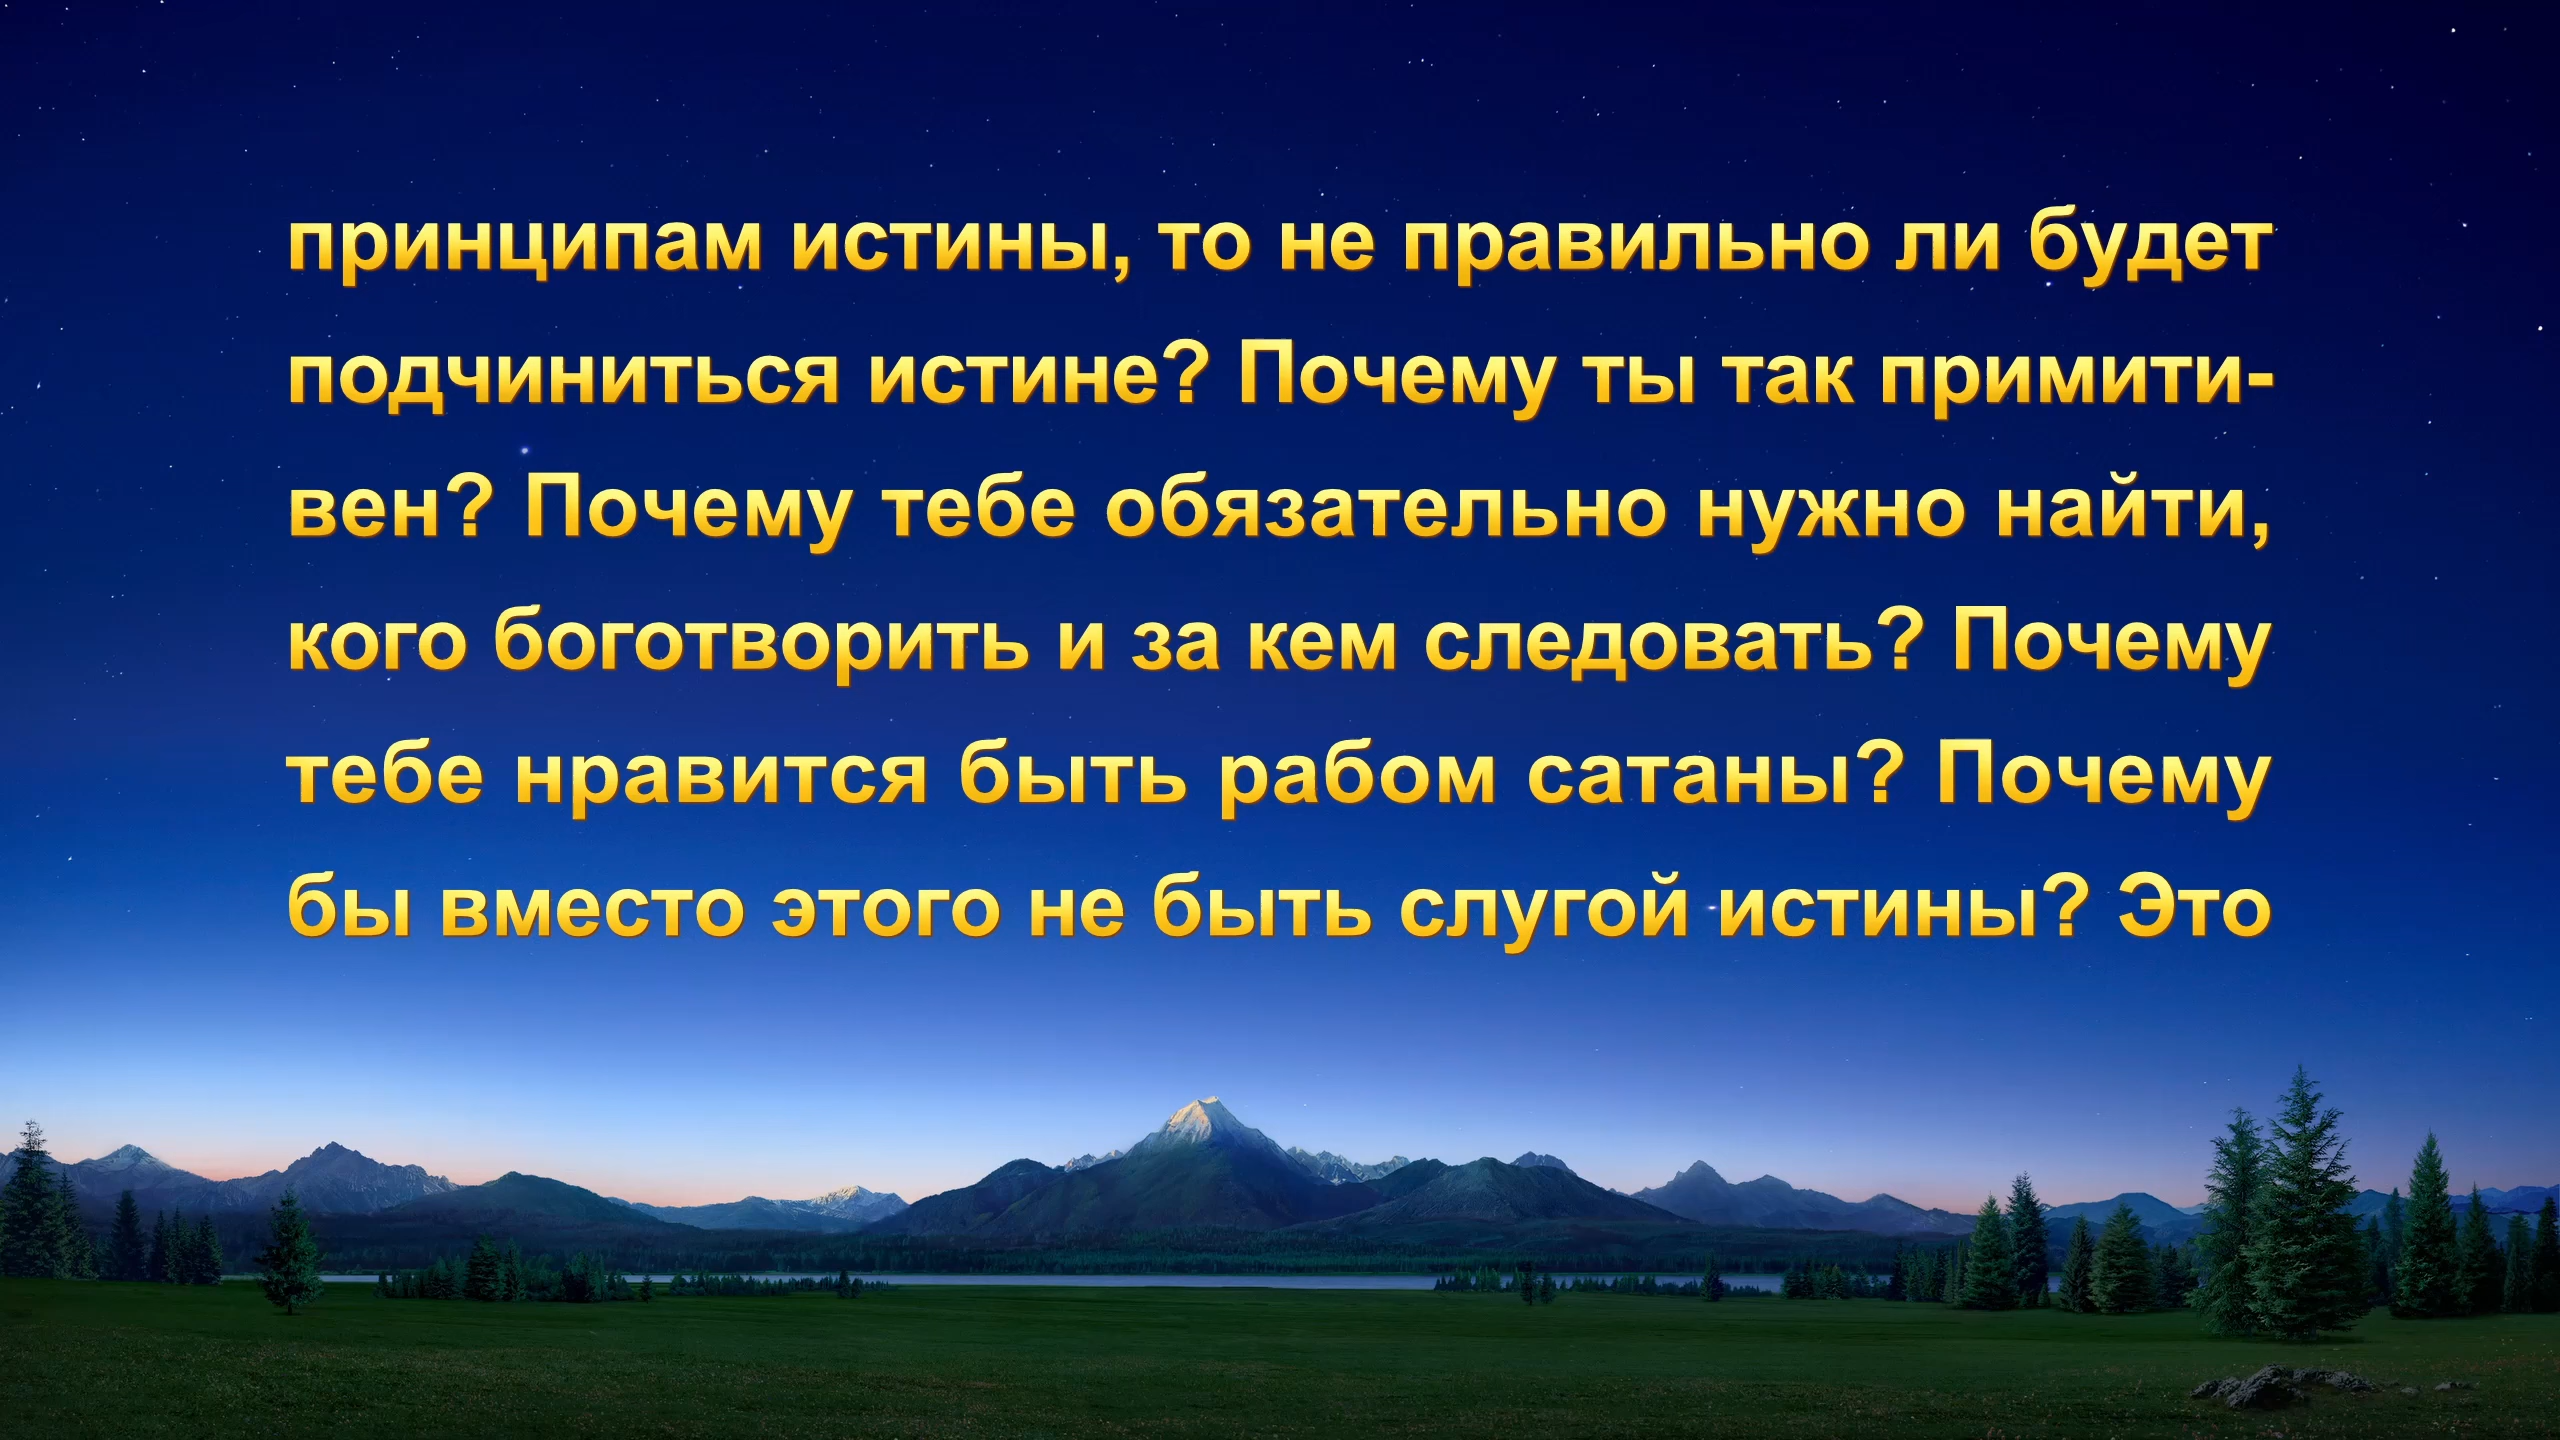 принципам истины, то не правильно ли будет
подчиниться истине? Почему ты так примити-
вен? Почему тебе обязательно нужно найти,
кого боготворить и за кем следовать? Почему
тебе нравится быть рабом сатаны? Почему
бы вместо этого не быть слугой истины? Это